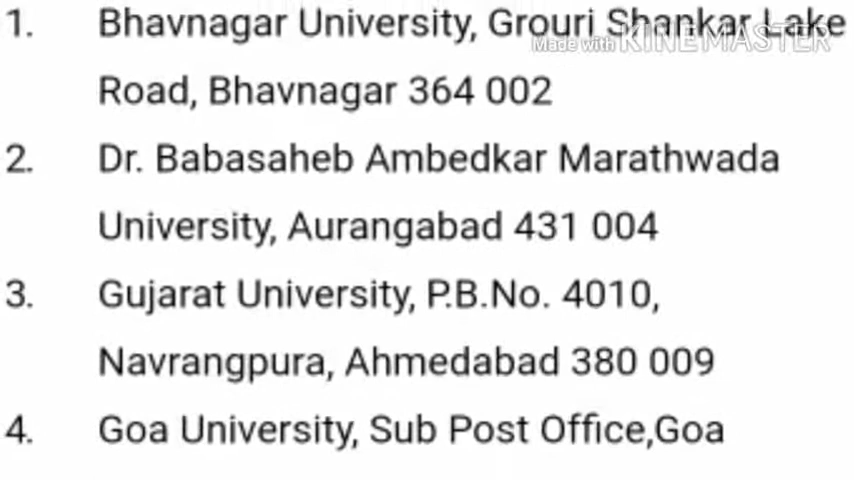 1. Bhavnagar University, Grouri Shankar Lake
Made with KINEMASTER
Road, Bhavnagar 364 002
2. Dr. Babasaheb Ambedkar Marathwada
University, Aurangabad 431 004
3. Gujarat University, P.B.No. 4010,
Navrangpura, Ahmedabad 380 009
4. Goa University, Sub Post Office,Goa